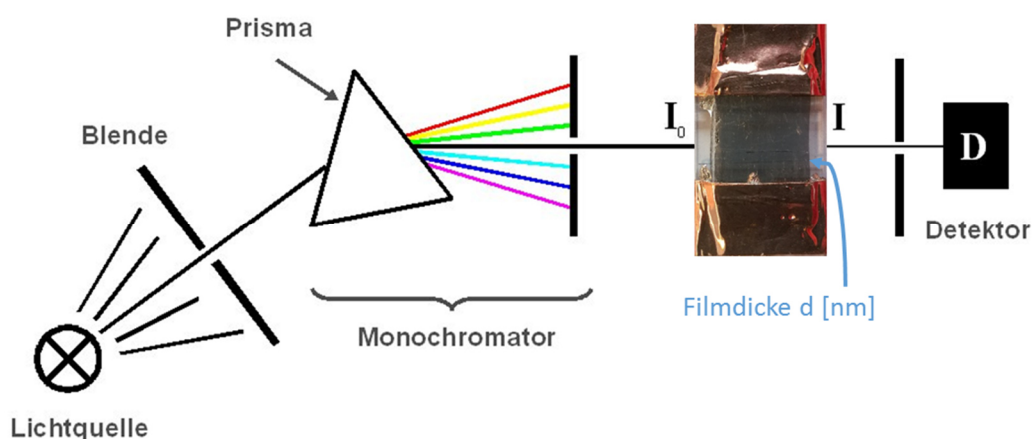 Prisma
Blende
I₀
I
D
Detektor
Filmdicke d [nm]
Monochromator
Lichtquelle